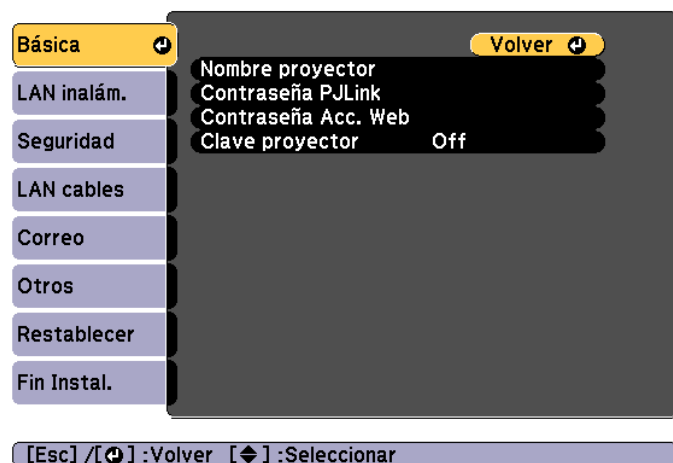 Básica
LAN inalám.
Seguridad
LAN cables
Correo
Otros
Restablecer
Fin Instal.
Volver
Nombre proyector
Contraseña PJLink
Contraseña Acc. Web
Clave proyector Off
[Esc] /[ ] :Volver [ ] :Seleccionar